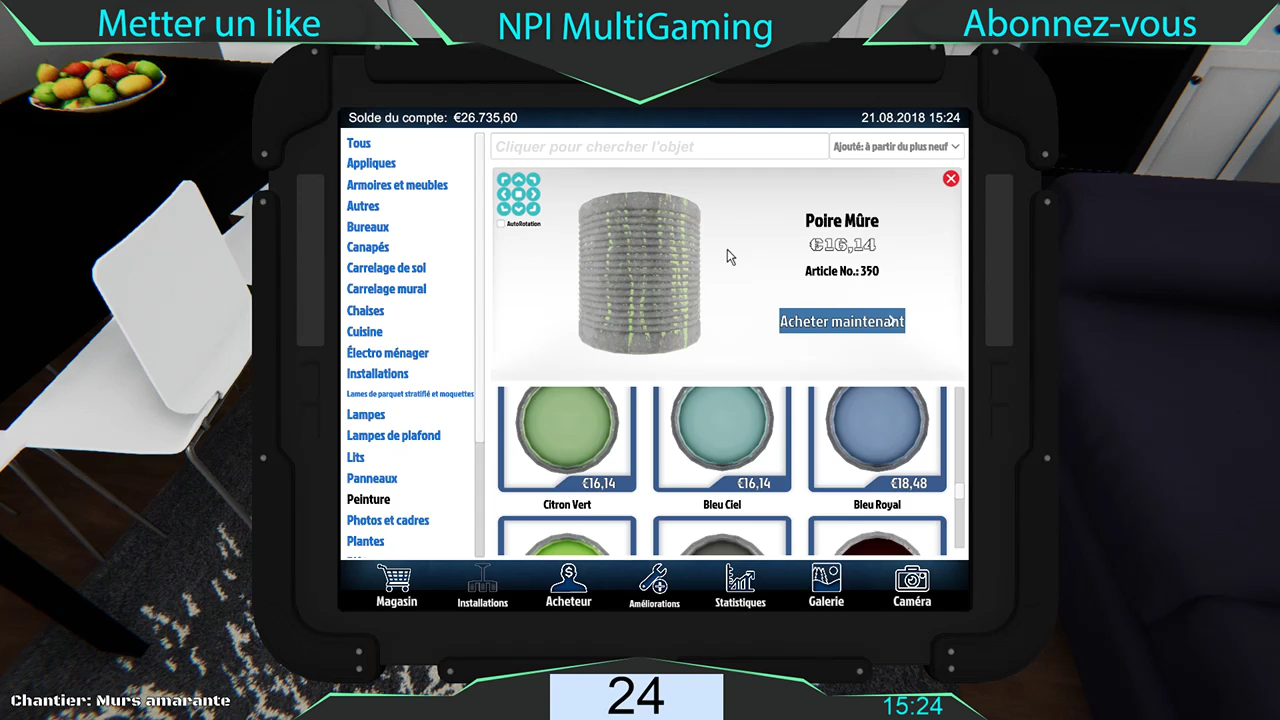 Metter un like
NPI MultiGaming
Abonnez-vous
Solde du compte: €26.735,60
21.08.2018 15:24
Tous
Appliques
Armoires et meubles
Autres
Bureaux
Canapés
Carrelage de sol
Carrelage mural
Chaises
Cuisine
Électro ménager
Installations
Lames de parquet stratifié et moquettes
Lampes
Lampes de plafond
Lits
Panneaux
Peinture
Photos et cadres
Plantes
Cliquer pour chercher l'objet
Ajouté: à partir du plus neuf
AutoRotation
Poire Mûre
€16,14
Article No.: 350
Acheter maintenant
€16,14
€16,14
€18,48
Citron Vert
Bleu Ciel
Bleu Royal
Magasin
Installations
Acheteur
Améliorations
Statistiques
Galerie
Caméra
Chantier: Murs amarante
24
15:24